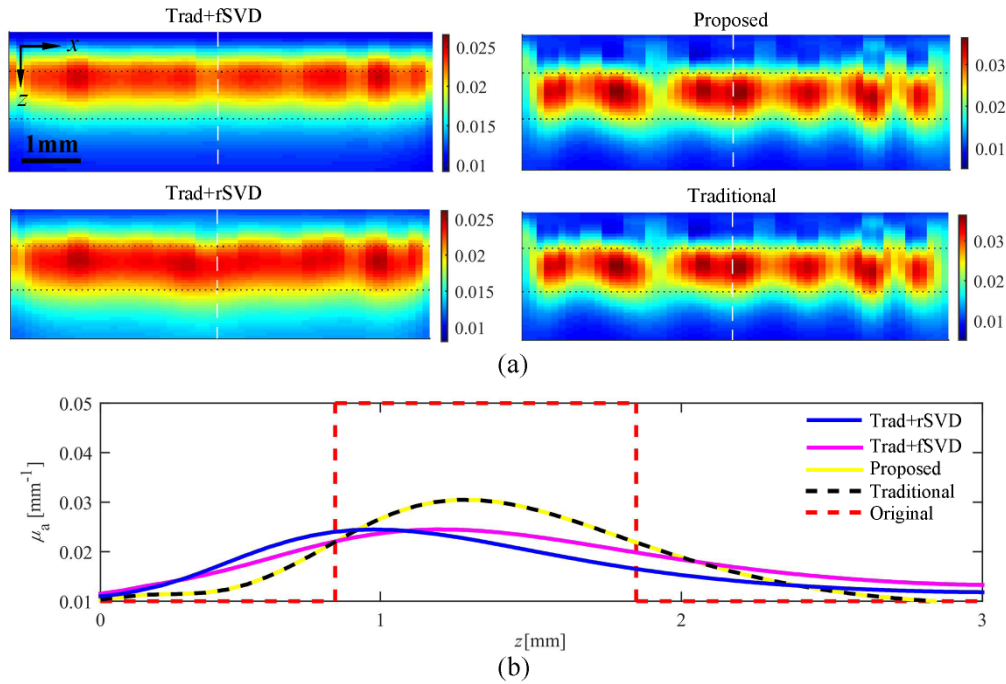 Trad+fSVD
x
z
1mm
0.025
0.02
0.015
0.01
Proposed
0.03
0.02
0.01
Trad+rSVD
0.025
0.02
0.015
0.01
Traditional
0.03
0.02
0.01
(a)
0.05
0.04
0.03
0.02
0.01
μa [mm-1]
0
1
2
3
z[mm]
Trad+rSVD
Trad+fSVD
Proposed
Traditional
Original
(b)